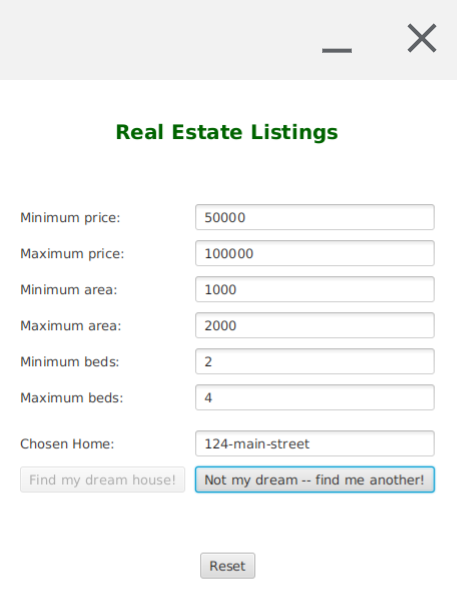 Real Estate Listings
Minimum price: 50000
Maximum price: 100000
Minimum area: 1000
Maximum area: 2000
Minimum beds: 2
Maximum beds: 4
Chosen Home: 124-main-street
Find my dream house! Not my dream -- find me another!
Reset